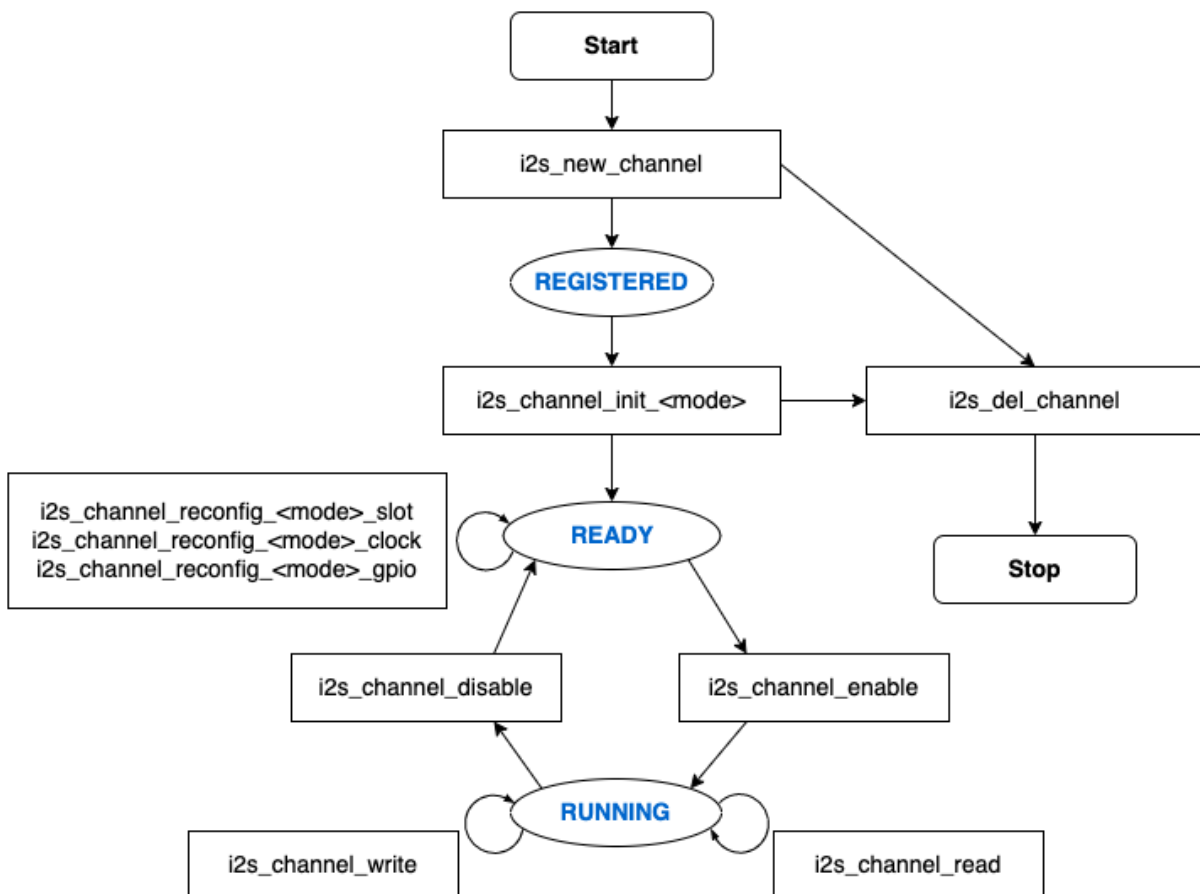 Start
i2s_new_channel
REGISTERED
i2s_channel_init_<mode>
i2s_del_channel
i2s_channel_reconfig_<mode>_slot
i2s_channel_reconfig_<mode>_clock
i2s_channel_reconfig_<mode>_gpio
READY
Stop
i2s_channel_disable
i2s_channel_enable
RUNNING
i2s_channel_write
i2s_channel_read